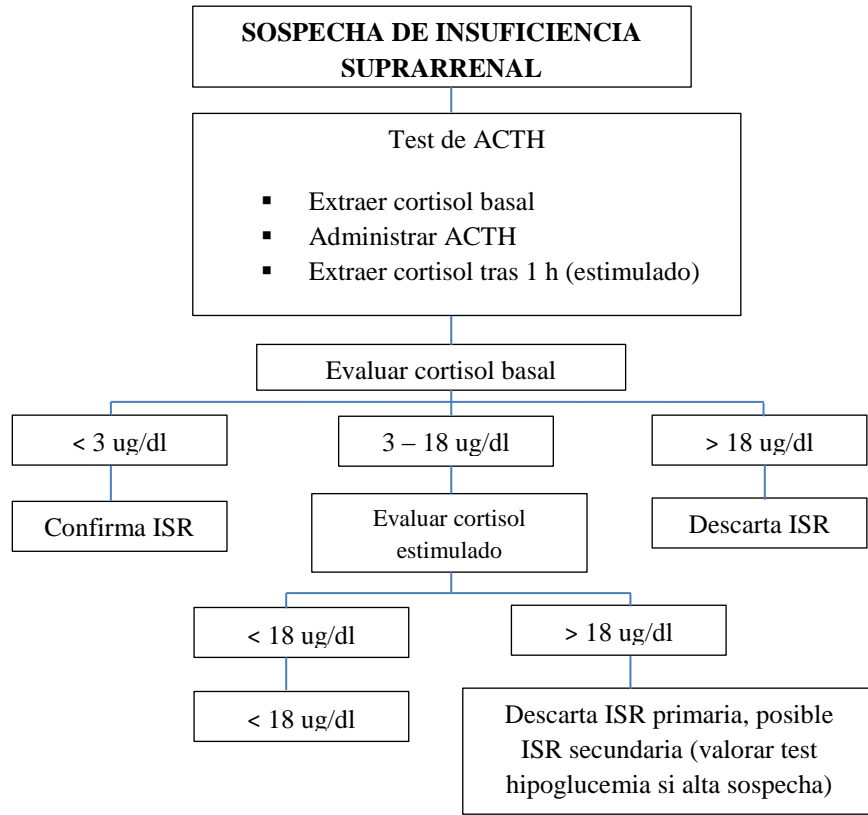 SOSPECHA DE INSUFICIENCIA
SUPRARRENAL
Test de ACTH
▪ Extraer cortisol basal
▪ Administrar ACTH
▪ Extraer cortisol tras 1 h (estimulado)
Evaluar cortisol basal
< 3 ug/dl
3 – 18 ug/dl
> 18 ug/dl
Confirma ISR
Evaluar cortisol
estimulado
Descarta ISR
< 18 ug/dl
> 18 ug/dl
< 18 ug/dl
Descarta ISR primaria, posible
ISR secundaria (valorar test
hipoglucemia si alta sospecha)